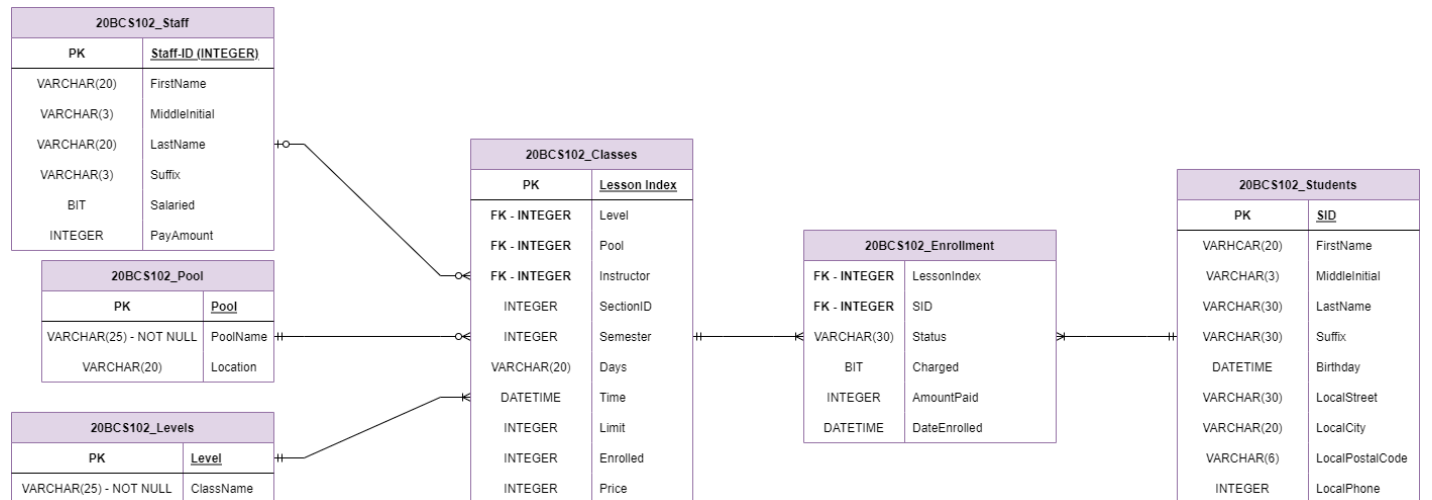 20BCS102_Staff
PK Staff-ID (INTEGER)
VARCHAR(20) FirstName
VARCHAR(3) MiddleInitial
VARCHAR(20) LastName
VARCHAR(3) Suffix
BIT Salaried
INTEGER PayAmount
20BCS102_Pool
PK Pool
VARCHAR(25) - NOT NULL PoolName
VARCHAR(20) Location
20BCS102_Levels
PK Level
VARCHAR(25) - NOT NULL ClassName
20BCS102_Classes
PK Lesson Index
FK - INTEGER Level
FK - INTEGER Pool
FK - INTEGER Instructor
INTEGER SectionID
INTEGER Semester
VARCHAR(20) Days
DATETIME Time
INTEGER Limit
INTEGER Enrolled
INTEGER Price
20BCS102_Enrollment
FK - INTEGER LessonIndex
FK - INTEGER SID
VARCHAR(30) Status
BIT Charged
INTEGER AmountPaid
DATETIME DateEnrolled
20BCS102_Students
PK SID
VARHCAR(20) FirstName
VARCHAR(3) MiddleInitial
VARCHAR(30) LastName
VARCHAR(30) Suffix
DATETIME Birthday
VARCHAR(30) LocalStreet
VARCHAR(20) LocalCity
VARCHAR(6) LocalPostalCode
INTEGER LocalPhone